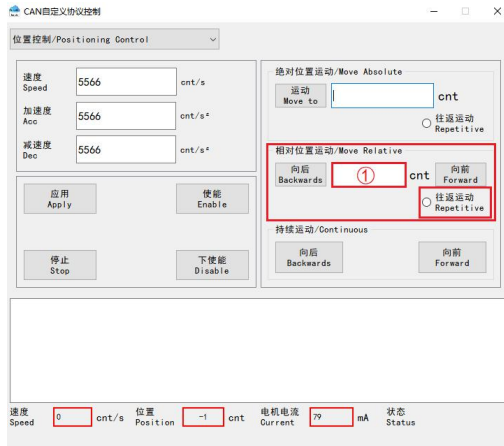 CAN自定义协议控制
位置控制/Positioning Control
速度
Speed
5566
cnt/s
加速度
Acc
5566
cnt/s²
减速度
Dec
5566
cnt/s²
应用
Apply
使能
Enable
停止
Stop
下使能
Disable
绝对位置运动/Move Absolute
运动
Move to
cnt
往返运动
Repetitive
相对位置运动/Move Relative
向后
Backwards
①
cnt
向前
Forward
往返运动
Repetitive
持续运动/Continuous
向后
Backwards
向前
Forward
速度
Speed
0
cnt/s
位置
Position
-1
cnt
电机电流
Current
79
mA
状态
Status